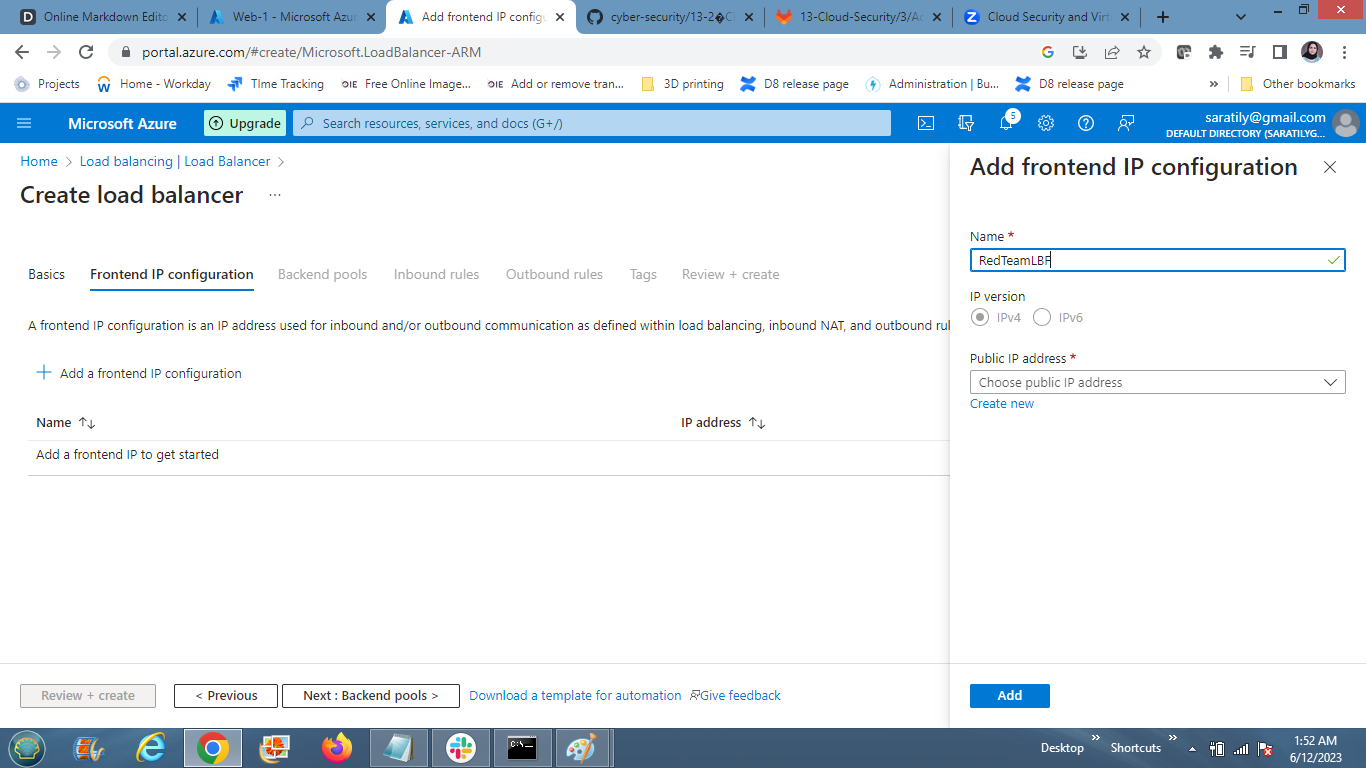 Online Markdown Edito
Web-1 - Microsoft Azur
Add frontend IP config
cyber-security/13-2�Cl
13-Cloud-Security/3/Ac
Cloud Security and Virt
portal.azure.com/#create/Microsoft.LoadBalancer-ARM
Projects
Home - Workday
TIme Tracking
OIE Free Online Image...
OIE Add or remove tran...
3D printing
D8 release page
Administration | Bu...
D8 release page
»
Other bookmarks
Microsoft Azure
Upgrade
Search resources, services, and docs (G+/)
5
saratily@gmail.com
DEFAULT DIRECTORY (SARATILYG...
Home > Load balancing | Load Balancer >
Create load balancer ...
Basics
Frontend IP configuration
Backend pools
Inbound rules
Outbound rules
Tags
Review + create
A frontend IP configuration is an IP address used for inbound and/or outbound communication as defined within load balancing, inbound NAT, and outbound rul
+ Add a frontend IP configuration
Name ↑↓
IP address ↑↓
Add a frontend IP to get started
Review + create
< Previous
Next : Backend pools >
Download a template for automation
Give feedback
Add frontend IP configuration
Name *
RedTeamLBF
IP version
IPv4
IPv6
Public IP address *
Choose public IP address
Create new
Add
C:\_
Desktop »
Shortcuts »
1:52 AM
6/12/2023